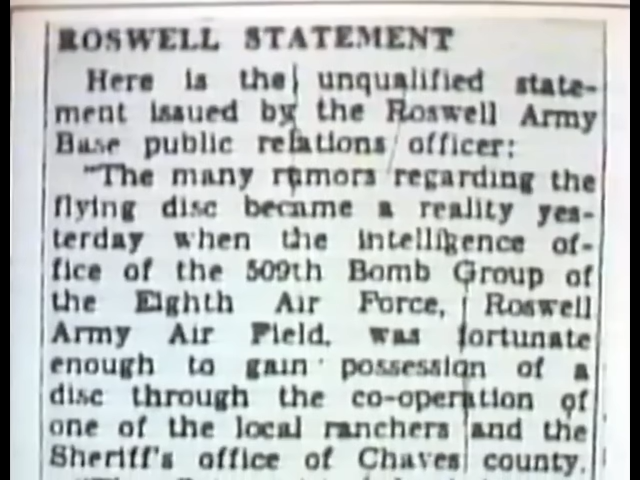 ROSWELL STATEMENT
Here is the unqualified state-
ment issued by the Roswell Army
Base public relations officer:
"The many rumors regarding the
flying disc became a reality yes-
terday when the intelligence of-
fice of the 509th Bomb Group of
the Eighth Air Force, Roswell
Army Air Field, was fortunate
enough to gain possession of a
disc through the co-operation of
one of the local ranchers and the
Sheriff's office of Chaves county.